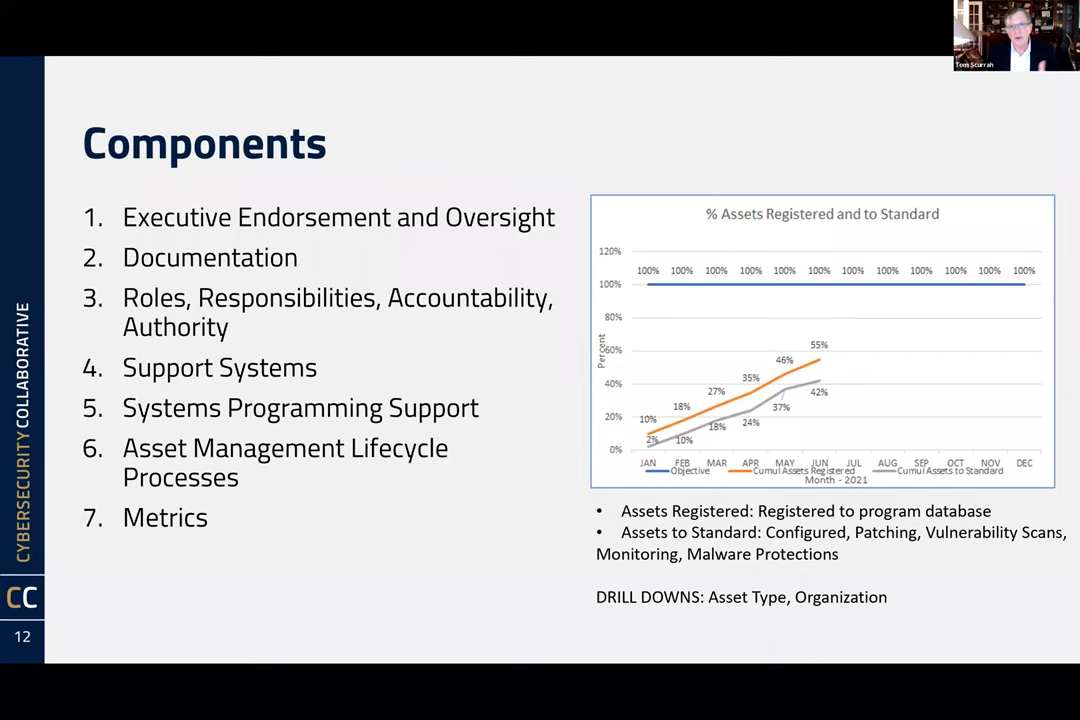 Tom Scurrah
Components
1. Executive Endorsement and Oversight
2. Documentation
3. Roles, Responsibilities, Accountability,
Authority
4. Support Systems
5. Systems Programming Support
6. Asset Management Lifecycle
Processes
7. Metrics
% Assets Registered and to Standard
120%
100%
80%
60%
40%
20%
0%
Percent
100% 100% 100% 100% 100% 100% 100% 100% 100% 100% 100% 100%
10% 18% 27% 35% 46% 55%
2% 10% 18% 24% 37% 42%
JAN FEB MAR APR MAY JUN JUL AUG SEP OCT NOV DEC
Objective Cumul Assets Registered Cumul Assets to Standard
Month - 2021
• Assets Registered: Registered to program database
• Assets to Standard: Configured, Patching, Vulnerability Scans,
Monitoring, Malware Protections
DRILL DOWNS: Asset Type, Organization
CYBERSECURITY COLLABORATIVE
CC
12